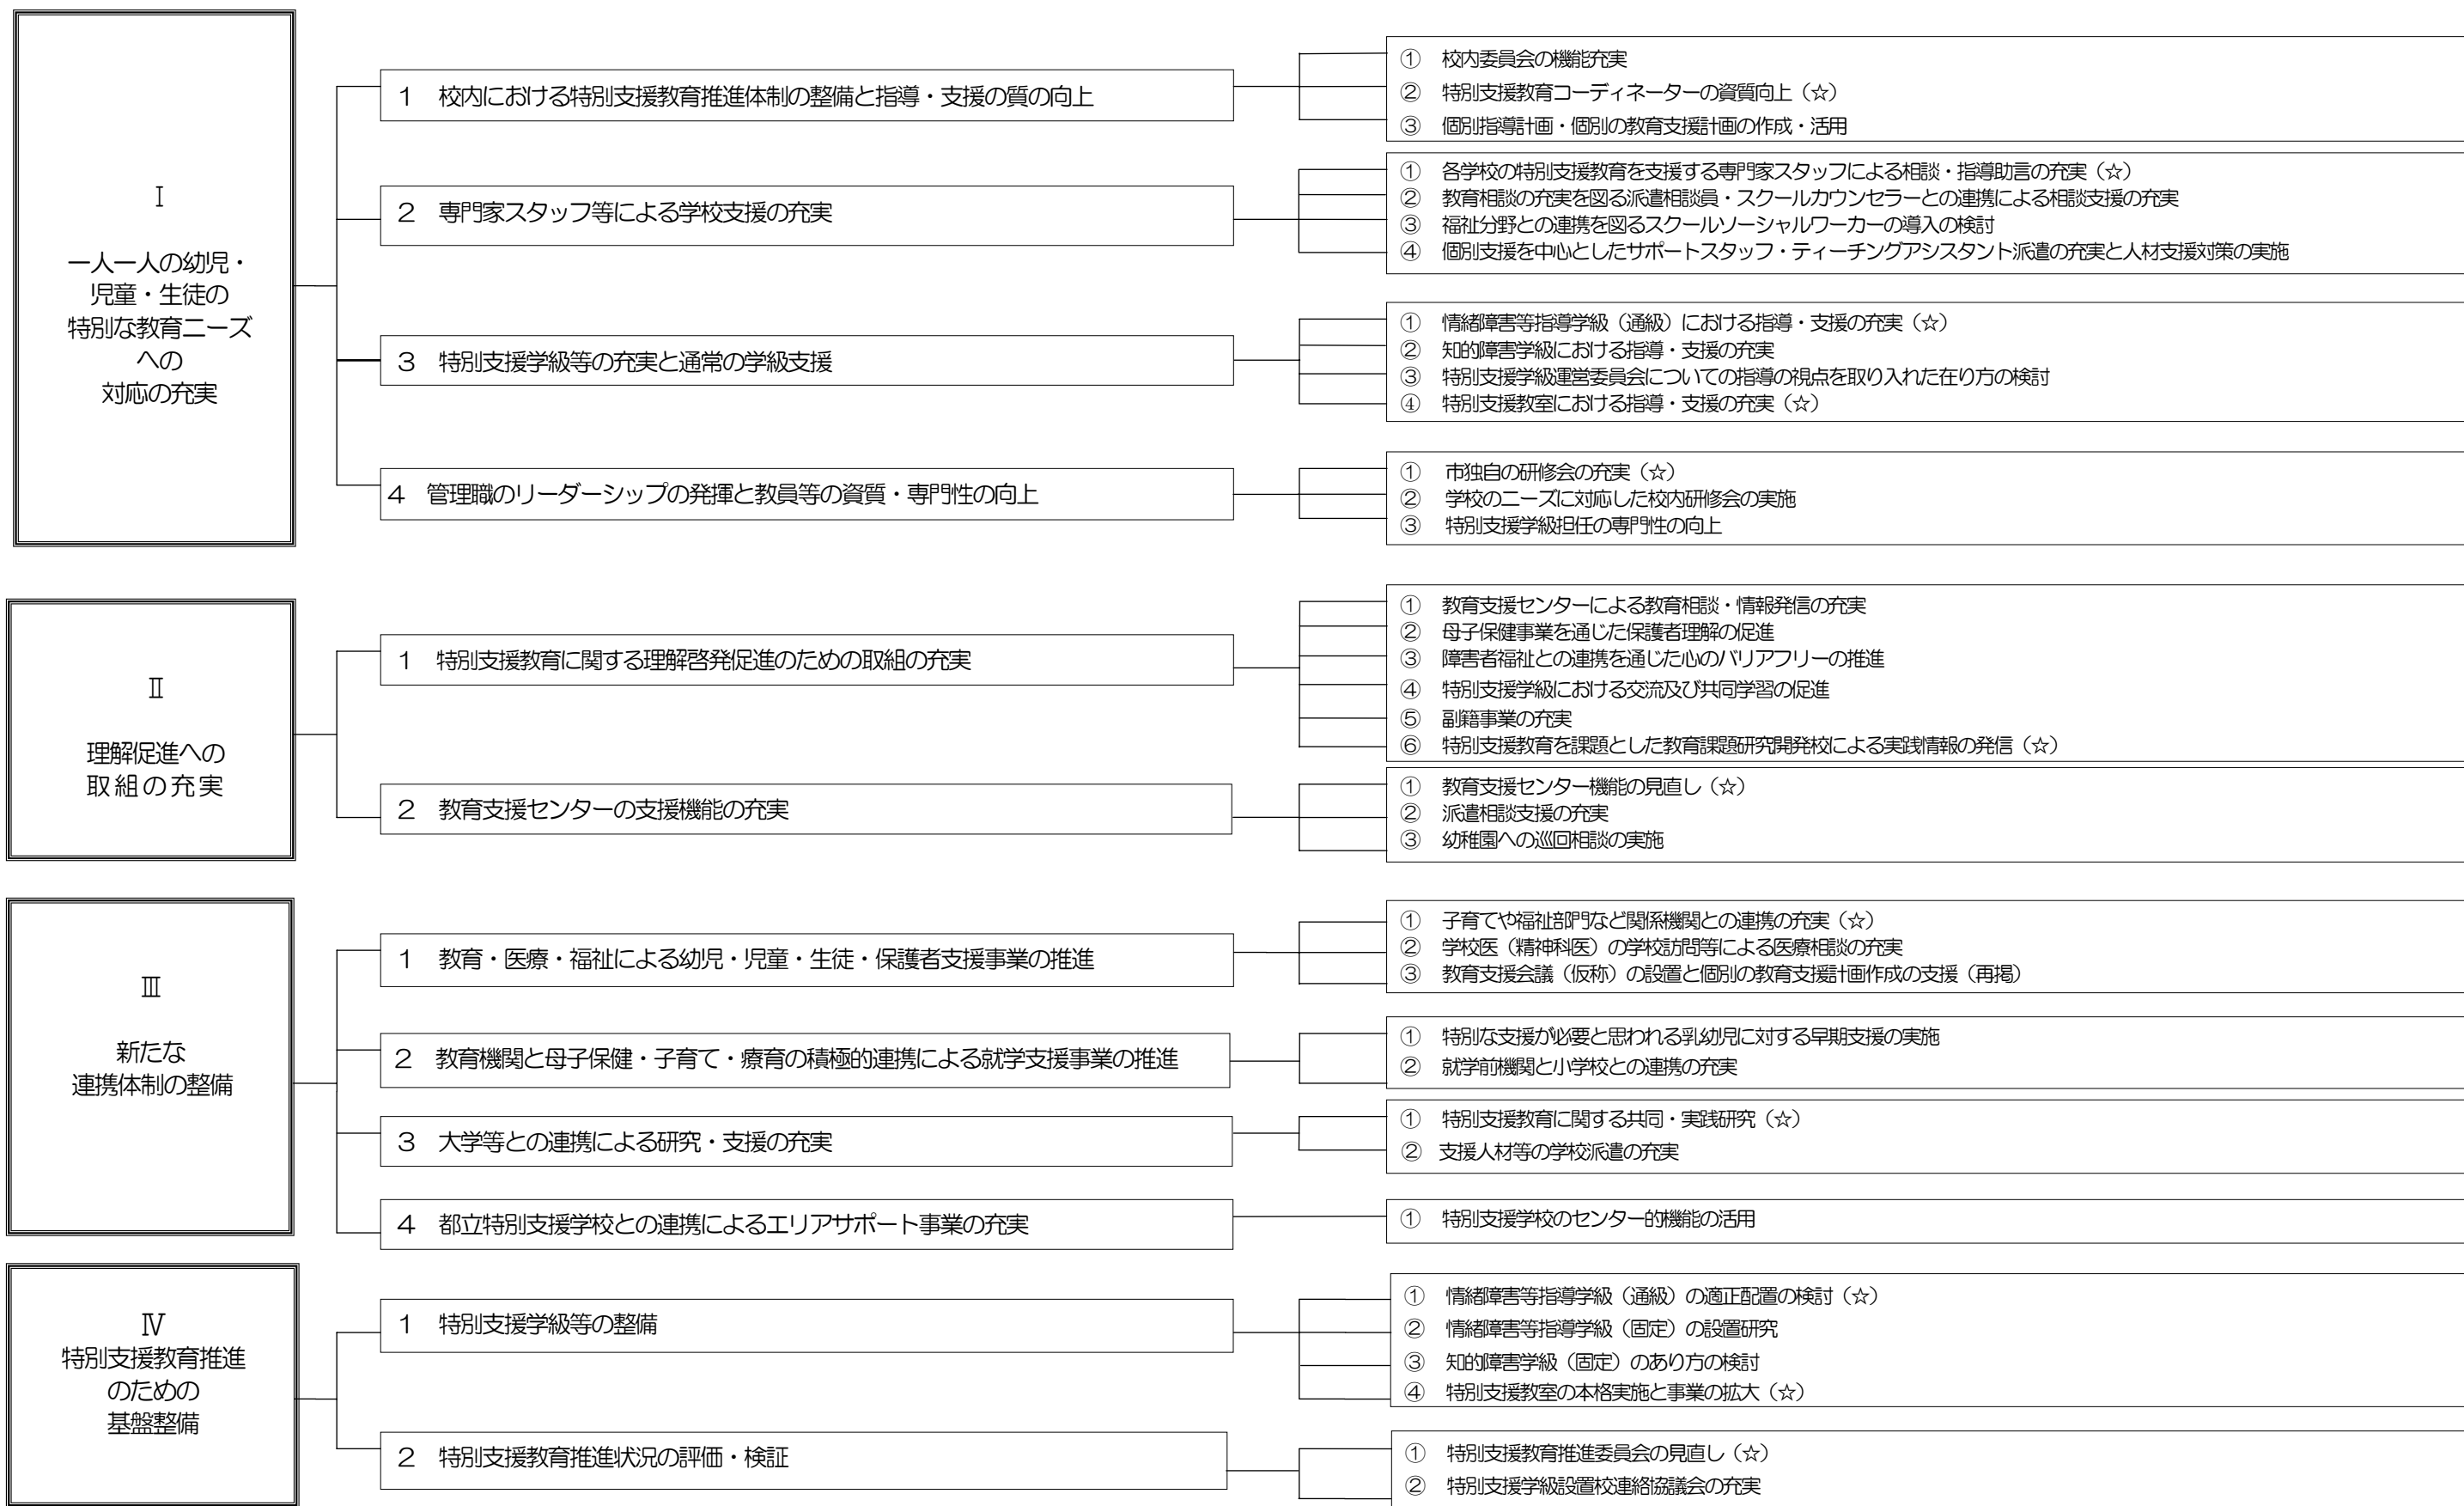 Ⅰ
一人一人の幼児・
児童・生徒の
特別な教育ニーズ
への
対応の充実
１　校内における特別支援教育推進体制の整備と指導・支援の質の向上
①　校内委員会の機能充実
②　特別支援教育コーディネーターの資質向上（☆）
③　個別指導計画・個別の教育支援計画の作成・活用
２　専門家スタッフ等による学校支援の充実
①　各学校の特別支援教育を支援する専門家スタッフによる相談・指導助言の充実（☆）
②　教育相談の充実を図る派遣相談員・スクールカウンセラーとの連携による相談支援の充実
③　福祉分野との連携を図るスクールソーシャルワーカーの導入の検討
④　個別支援を中心としたサポートスタッフ・ティーチングアシスタント派遣の充実と人材支援対策の実施
３　特別支援学級等の充実と通常の学級支援
①　情緒障害等指導学級（通級）における指導・支援の充実（☆）
②　知的障害学級における指導・支援の充実
③　特別支援学級運営委員会についての指導の視点を取り入れた在り方の検討
④　特別支援教室における指導・支援の充実（☆）
４　管理職のリーダーシップの発揮と教員等の資質・専門性の向上
①　市独自の研修会の充実（☆）
②　学校のニーズに対応した校内研修会の実施
③　特別支援学級担任の専門性の向上
Ⅱ
理解促進への
取組の充実
１　特別支援教育に関する理解啓発促進のための取組の充実
①　教育支援センターによる教育相談・情報発信の充実
②　母子保健事業を通じた保護者理解の促進
③　障害者福祉との連携を通じた心のバリアフリーの推進
④　特別支援学級における交流及び共同学習の促進
⑤　副籍事業の充実
⑥　特別支援教育を課題とした教育課題研究開発校による実践情報の発信（☆）
２　教育支援センターの支援機能の充実
①　教育支援センター機能の見直し（☆）
②　派遣相談支援の充実
③　幼稚園への巡回相談の実施
Ⅲ
新たな
連携体制の整備
１　教育・医療・福祉による幼児・児童・生徒・保護者支援事業の推進
①　子育てや福祉部門など関係機関との連携の充実（☆）
②　学校医（精神科医）の学校訪問等による医療相談の充実
③　教育支援会議（仮称）の設置と個別の教育支援計画作成の支援（再掲）
２　教育機関と母子保健・子育て・療育の積極的連携による就学支援事業の推進
①　特別な支援が必要と思われる乳幼児に対する早期支援の実施
②　就学前機関と小学校との連携の充実
３　大学等との連携による研究・支援の充実
①　特別支援教育に関する共同・実践研究（☆）
②　支援人材等の学校派遣の充実
４　都立特別支援学校との連携によるエリアサポート事業の充実
①　特別支援学校のセンター的機能の活用
Ⅳ
特別支援教育推進
のための
基盤整備
１　特別支援学級等の整備
①　情緒障害等指導学級（通級）の適正配置の検討（☆）
②　情緒障害等指導学級（固定）の設置研究
③　知的障害学級（固定）のあり方の検討
④　特別支援教室の本格実施と事業の拡大（☆）
２　特別支援教育推進状況の評価・検証
①　特別支援教育推進委員会の見直し（☆）
②　特別支援学級設置校連絡協議会の充実